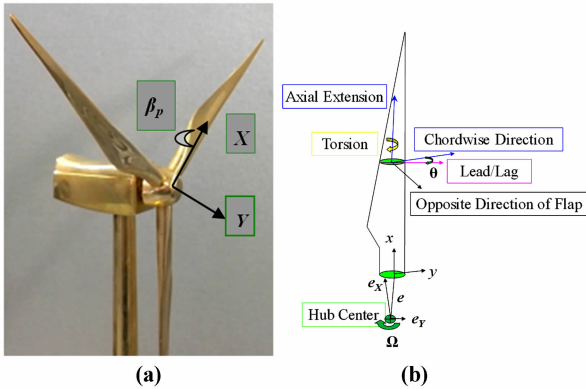 β_p
X
Y
(a)
Axial Extension
Torsion
Chordwise Direction
θ
Lead/Lag
Opposite Direction of Flap
x
y
e_X
e
Hub Center
e_Y
Ω
(b)